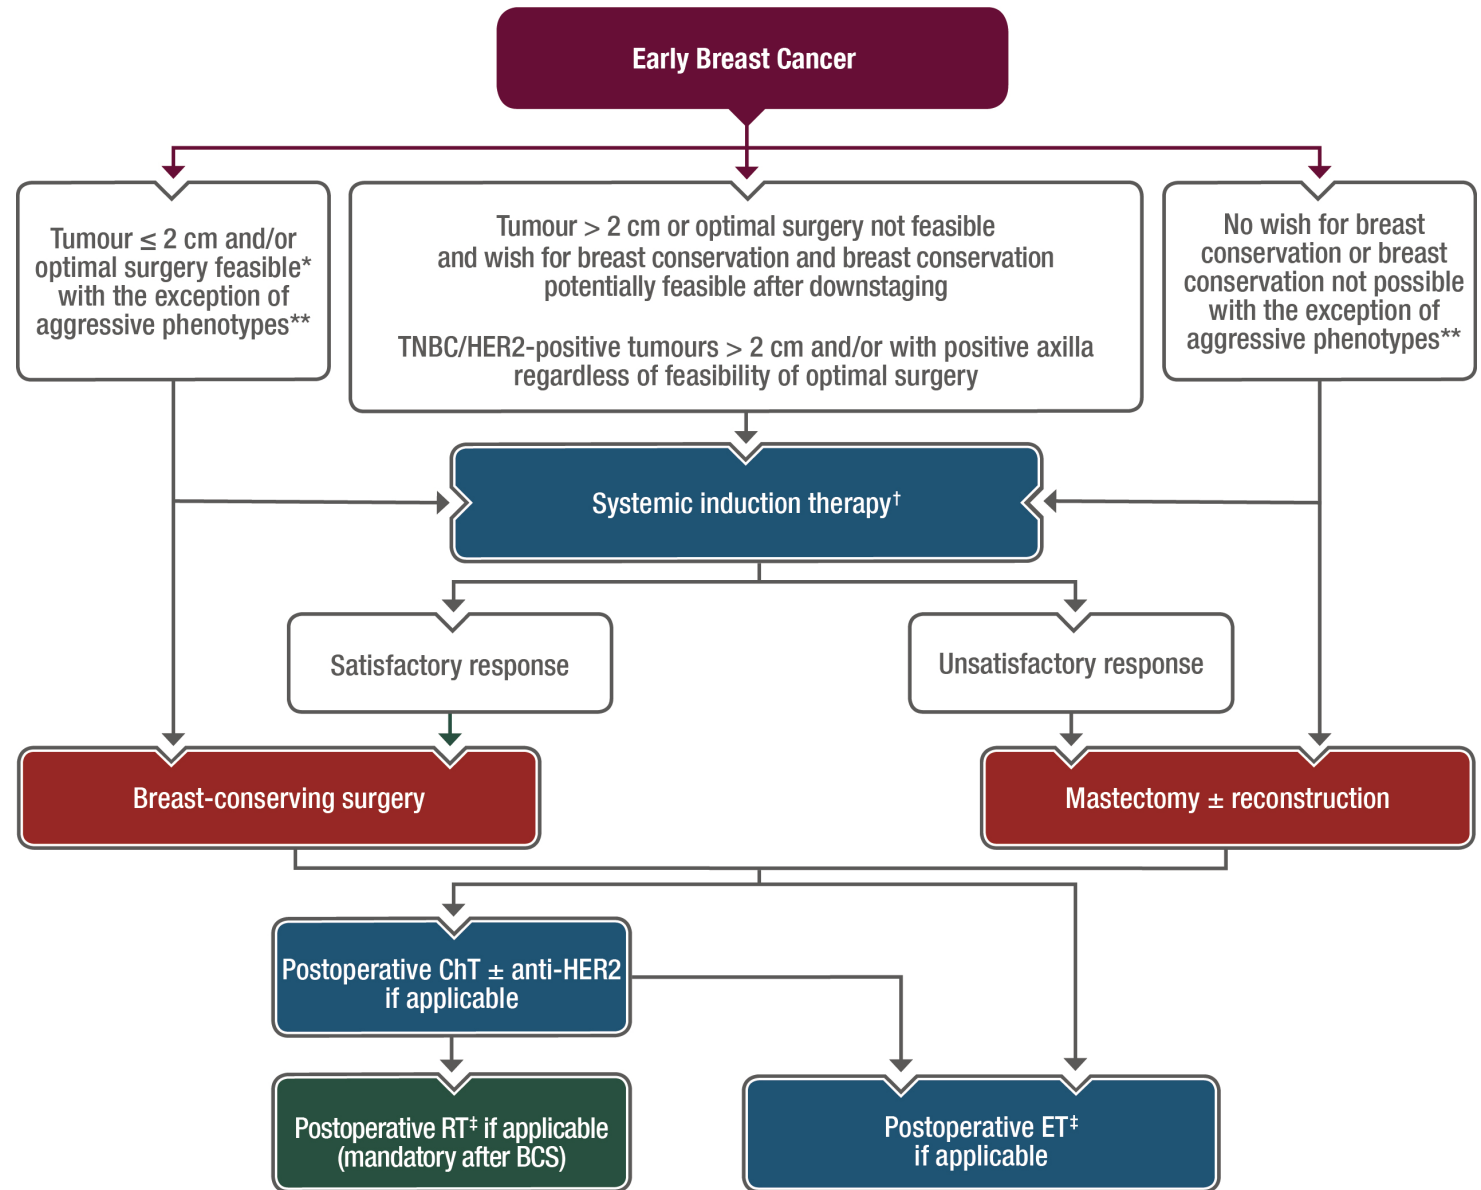 Early Breast Cancer
Tumour ≤ 2 cm and/or
optimal surgery feasible*
with the exception of
aggressive phenotypes**
Tumour > 2 cm or optimal surgery not feasible
and wish for breast conservation and breast conservation
potentially feasible after downstaging
TNBC/HER2-positive tumours > 2 cm and/or with positive axilla
regardless of feasibility of optimal surgery
No wish for breast
conservation or breast
conservation not possible
with the exception of
aggressive phenotypes**
Systemic induction therapy†
Satisfactory response
Unsatisfactory response
Breast-conserving surgery
Mastectomy ± reconstruction
Postoperative ChT ± anti-HER2
if applicable
Postoperative RT‡ if applicable
(mandatory after BCS)
Postoperative ET‡
if applicable